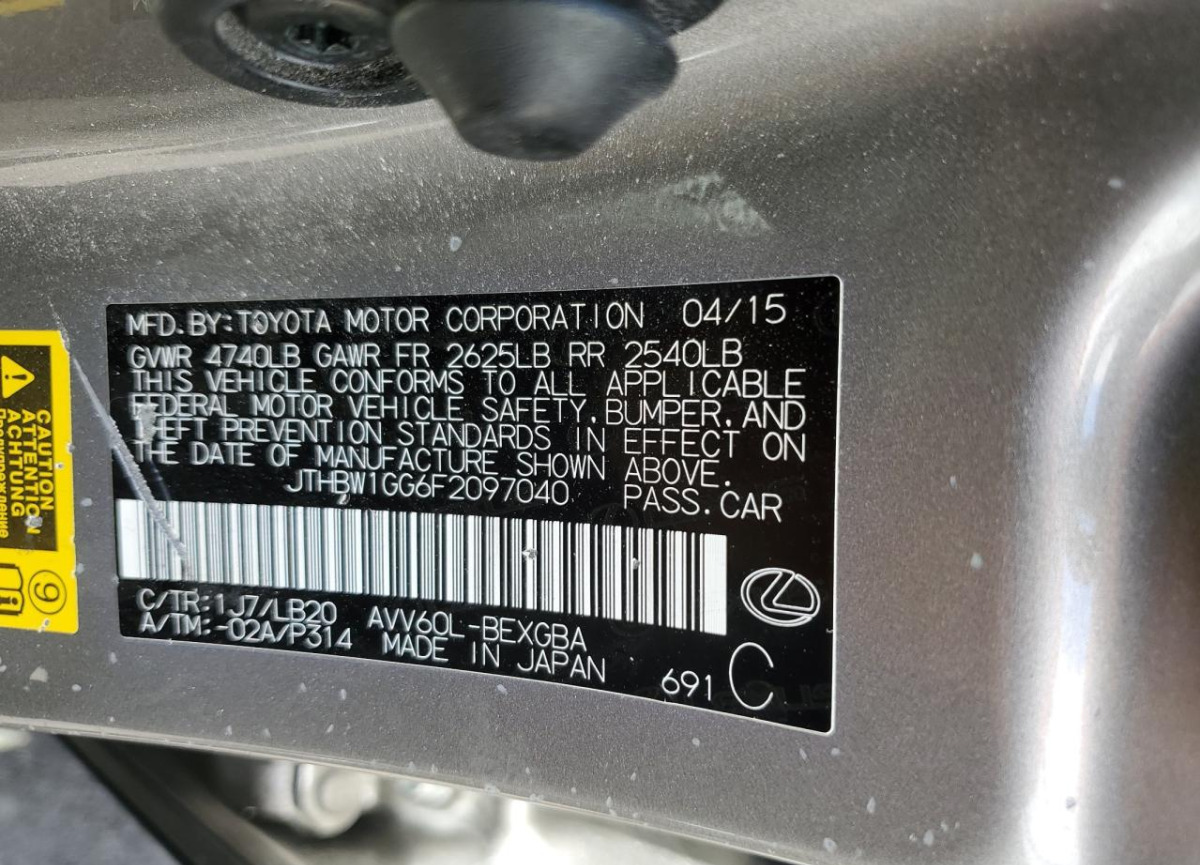 MFD.BY:TOYOTA MOTOR CORPORATION 04/15
GVWR 4740LB GAWR FR 2625LB RR 2540LB
THIS VEHICLE CONFORMS TO ALL APPLICABLE
FEDERAL MOTOR VEHICLE SAFETY,BUMPER,AND
THEFT PREVENTION STANDARDS IN EFFECT ON
THE DATE OF MANUFACTURE SHOWN ABOVE.
JTHBW1GG6F2097040 PASS.CAR
C/TR:1J7/LB20 AVV60L-BEXGBA
A/TM:-02A/P314 MADE IN JAPAN
691 C
CAUTION
ATTENTION
ACHTUNG
Предупреждение
9